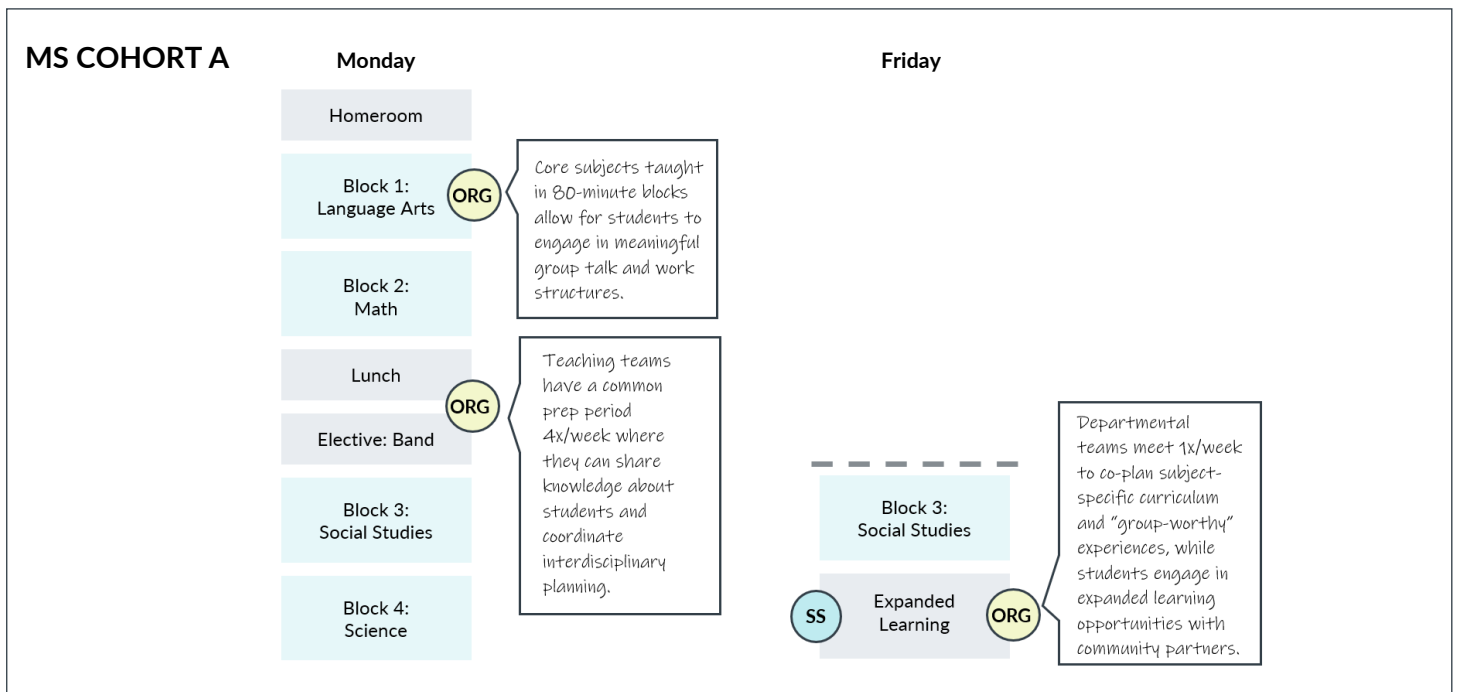 MS COHORT A
Monday
Friday
Homeroom
Block 1:
Language Arts
ORG
Core subjects taught
in 80-minute blocks
allow for students to
engage in meaningful
group talk and work
structures.
Block 2:
Math
Lunch
ORG
Elective: Band
Teaching teams
have a common
prep period
4x/week where
they can share
knowledge about
students and
coordinate
interdisciplinary
planning.
Block 3:
Social Studies
Block 4:
Science
Block 3:
Social Studies
SS
Expanded
Learning
ORG
Departmental
teams meet 1x/week
to co-plan subject-
specific curriculum
and “group-worthy”
experiences, while
students engage in
expanded learning
opportunities with
community partners.